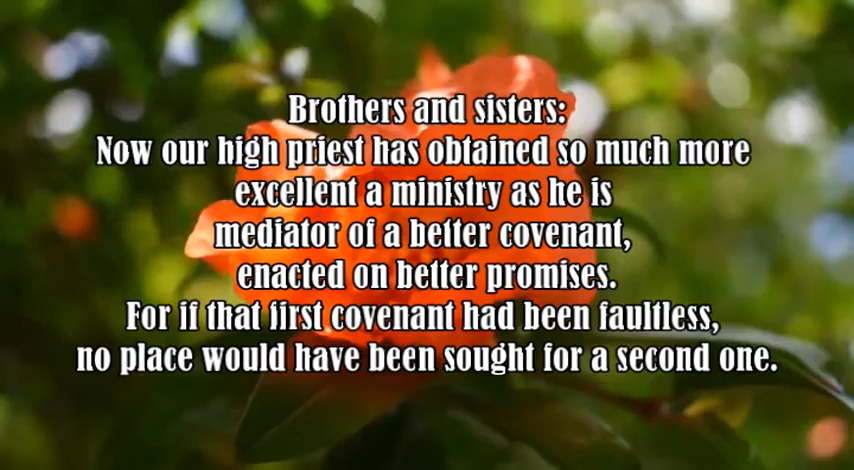 Brothers and sisters:
Now our high priest has obtained so much more
excellent a ministry as he is
mediator of a better covenant,
enacted on better promises.
For if that first covenant had been faultless,
no place would have been sought for a second one.